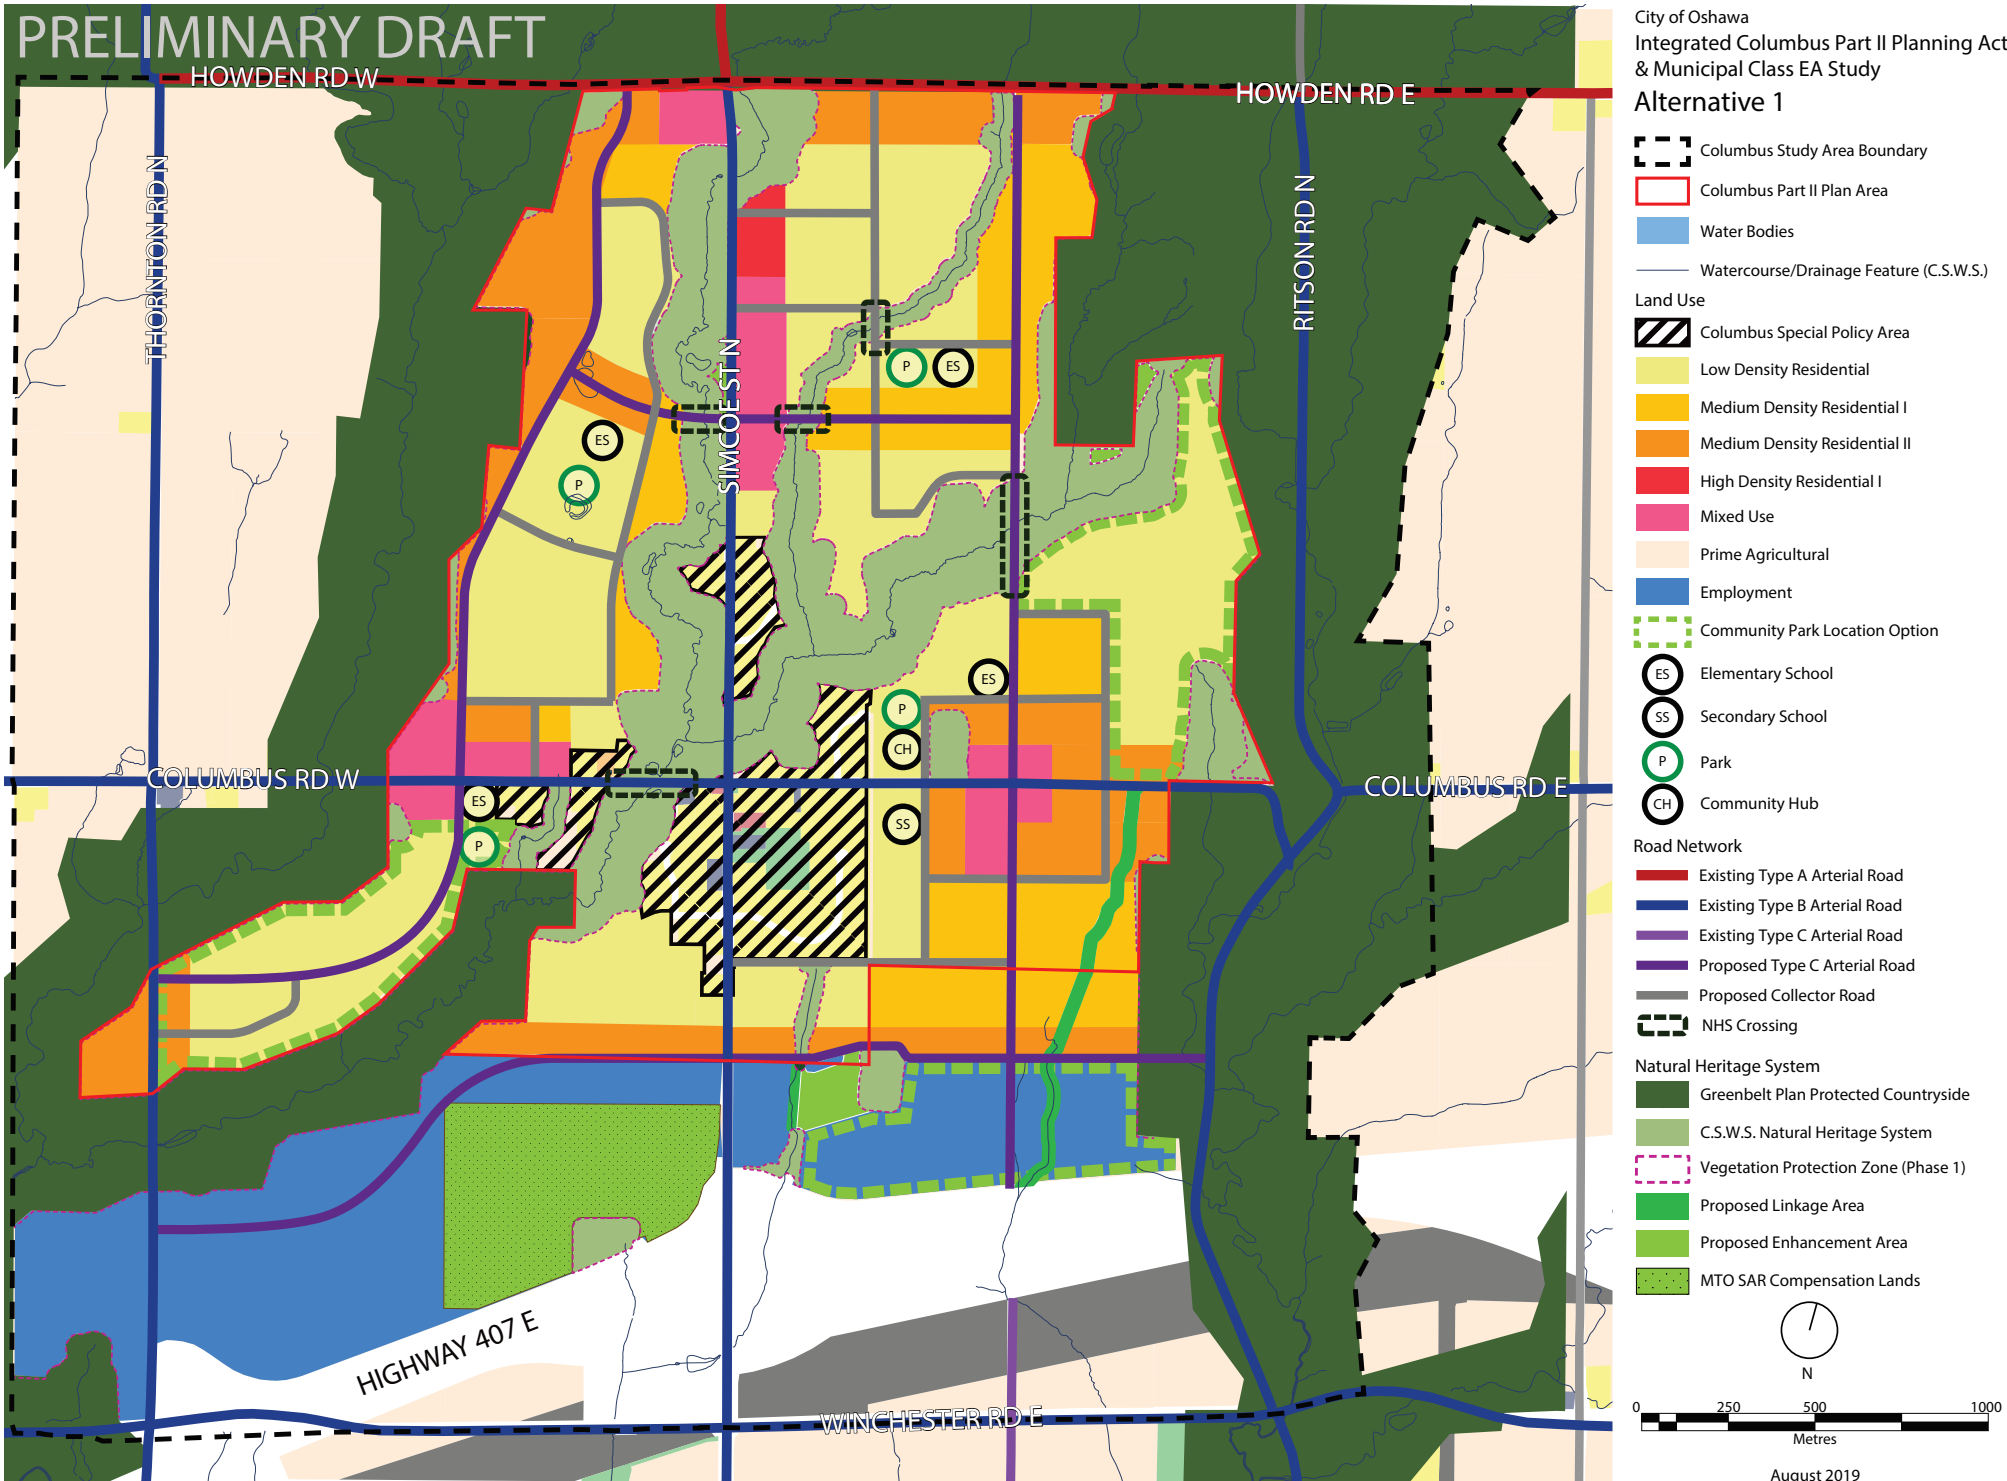 PRELIMINARY DRAFT
HOWDEN RD W
HOWDEN RD E
THORNTON RD N
SIMCOE ST N
RITSON RD N
P
ES
ES
P
ES
P
CH
COLUMBUS RD W
COLUMBUS RD E
ES
SS
P
HIGHWAY 407 E
WINCHESTER RD E
City of Oshawa
Integrated Columbus Part II Planning Act
& Municipal Class EA Study
Alternative 1
Columbus Study Area Boundary
Columbus Part II Plan Area
Water Bodies
Watercourse/Drainage Feature (C.S.W.S.)
Land Use
Columbus Special Policy Area
Low Density Residential
Medium Density Residential I
Medium Density Residential II
High Density Residential I
Mixed Use
Prime Agricultural
Employment
Community Park Location Option
ES Elementary School
SS Secondary School
P Park
CH Community Hub
Road Network
Existing Type A Arterial Road
Existing Type B Arterial Road
Existing Type C Arterial Road
Proposed Type C Arterial Road
Proposed Collector Road
NHS Crossing
Natural Heritage System
Greenbelt Plan Protected Countryside
C.S.W.S. Natural Heritage System
Vegetation Protection Zone (Phase 1)
Proposed Linkage Area
Proposed Enhancement Area
MTO SAR Compensation Lands
N
0 250 500 1000
Metres
August 2019